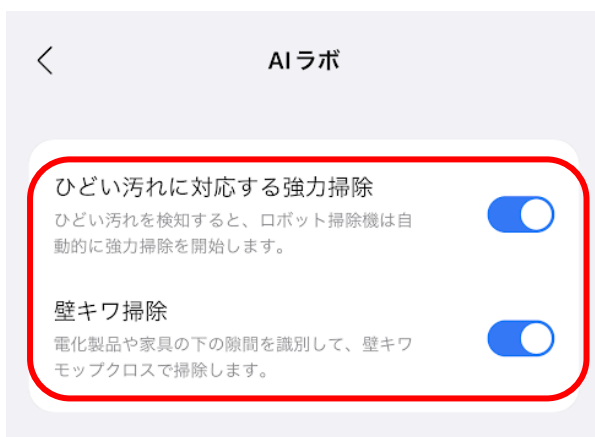 AIラボ
ひどい汚れに対応する強力掃除
ひどい汚れを検知すると、ロボット掃除機は自
動的に強力掃除を開始します。
壁キワ掃除
電化製品や家具の下の隙間を識別して、壁キワ
モップクロスで掃除します。